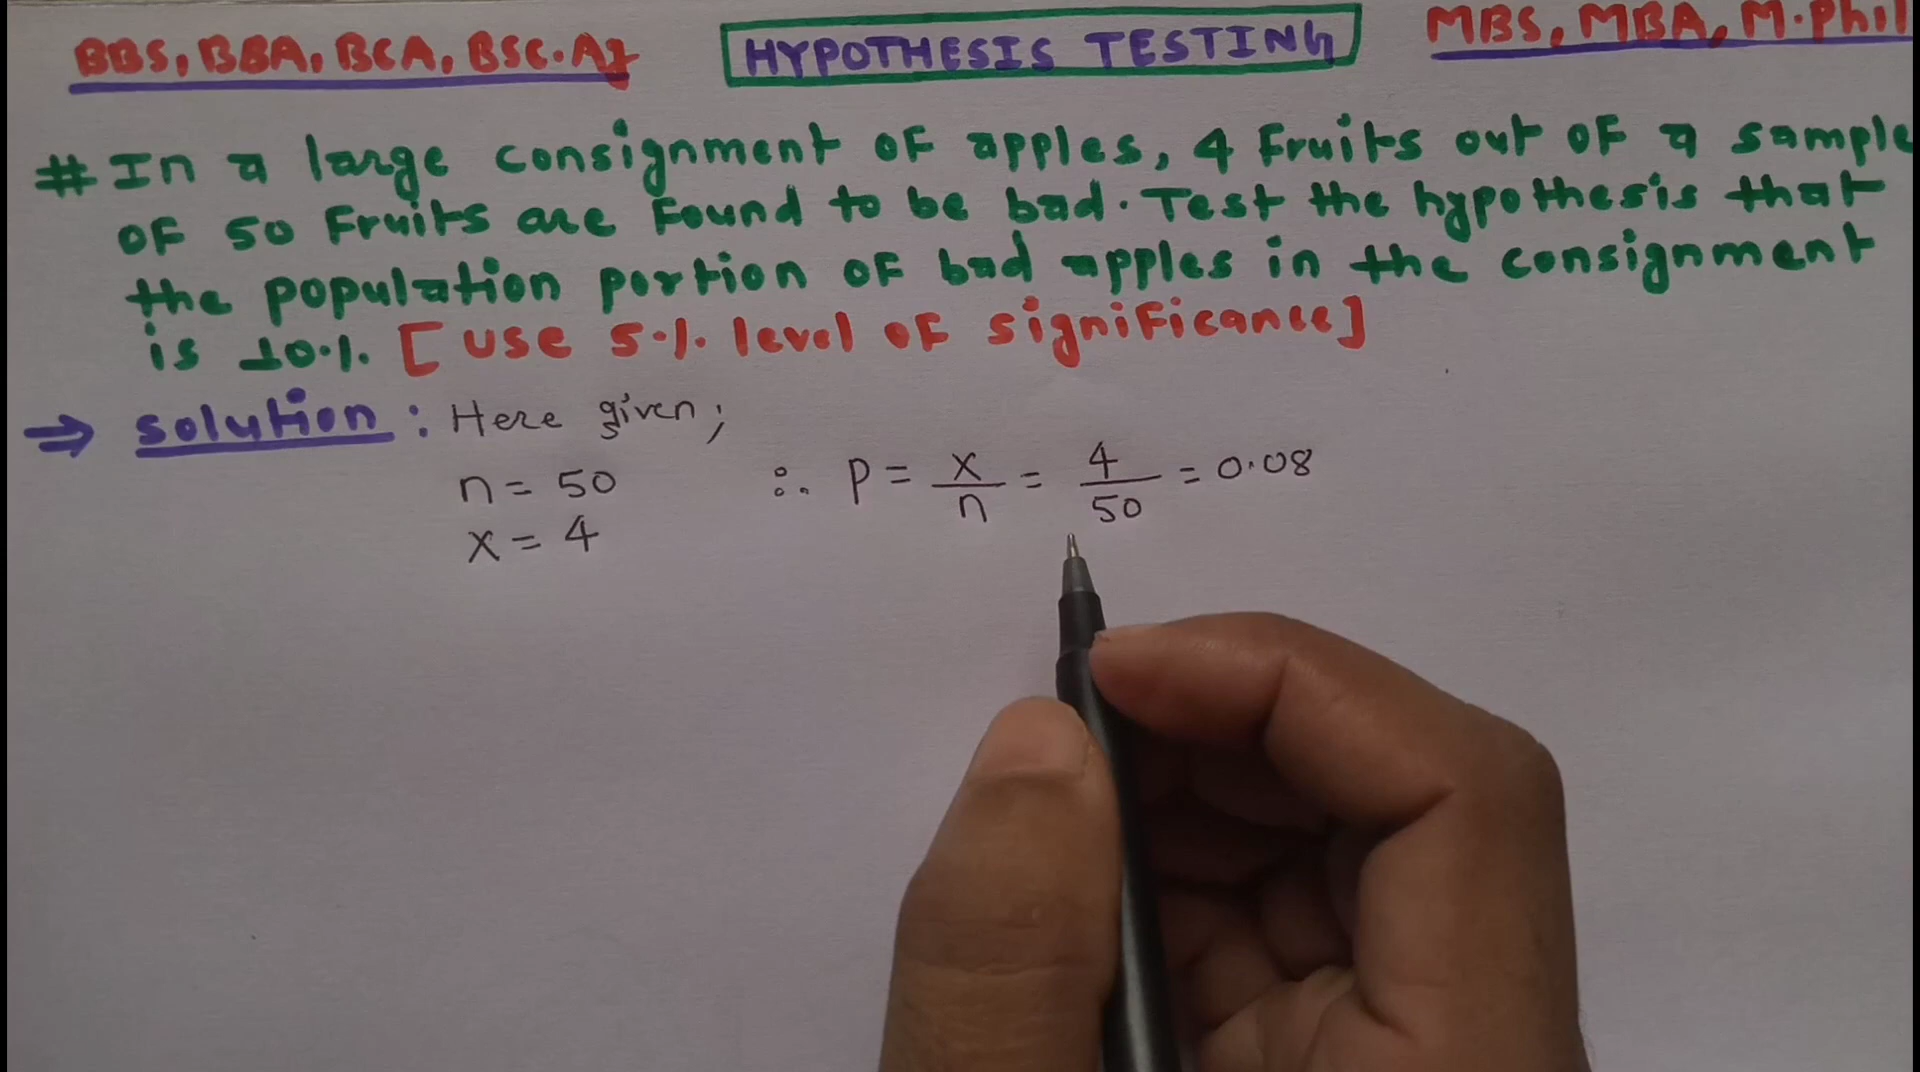 BBS, BBA, BCA, BSC.Ag
HYPOTHESIS TESTING
MBS, MBA, M.Phil
# In a large consignment of apples, 4 Fruits out of a sample
of 50 Fruits are found to be bad. Test the hypothesis that
the population portion of bad apples in the consignment
is 10%. [Use 5% level of significance]
⇒ Solution: Here given;
n = 50 ∴ p = x/n = 4/50 = 0.08
x = 4